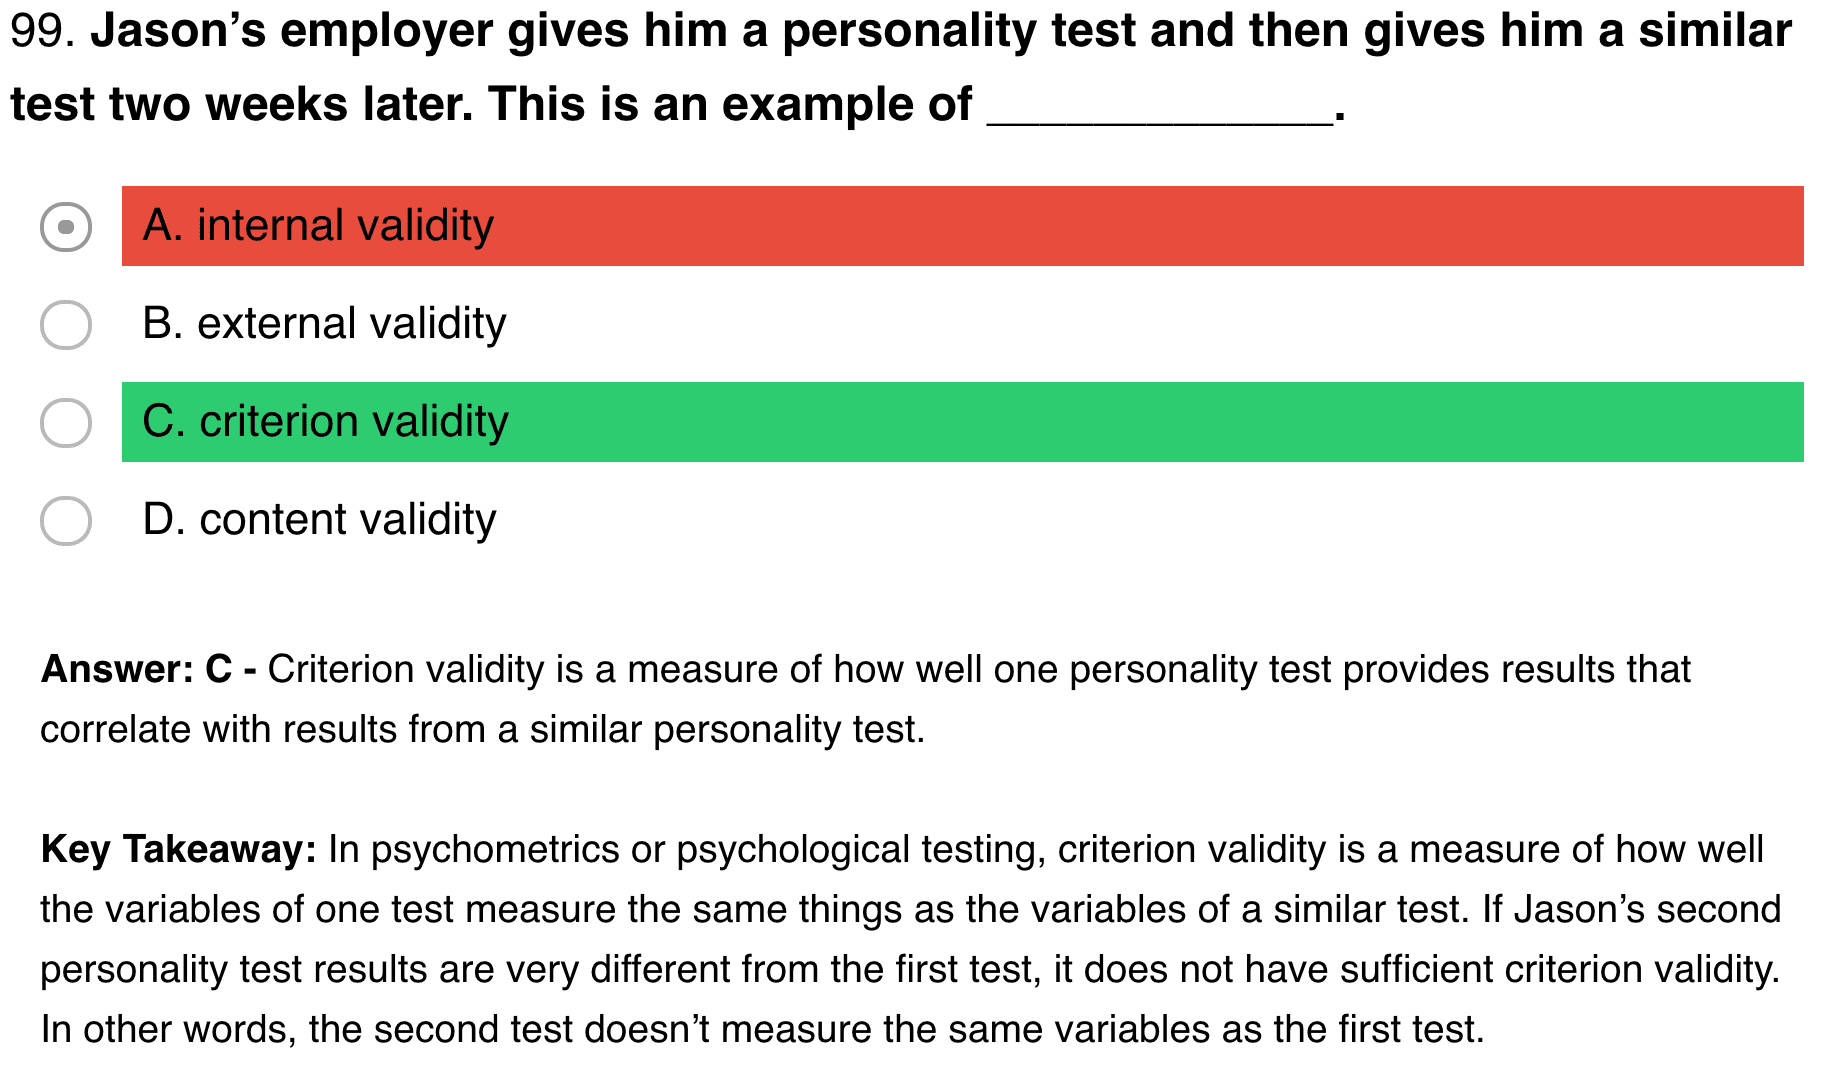 99. Jason’s employer gives him a personality test and then gives him a similar
test two weeks later. This is an example of _____________.
A. internal validity
B. external validity
C. criterion validity
D. content validity
Answer: C - Criterion validity is a measure of how well one personality test provides results that
correlate with results from a similar personality test.
Key Takeaway: In psychometrics or psychological testing, criterion validity is a measure of how well
the variables of one test measure the same things as the variables of a similar test. If Jason’s second
personality test results are very different from the first test, it does not have sufficient criterion validity.
In other words, the second test doesn’t measure the same variables as the first test.